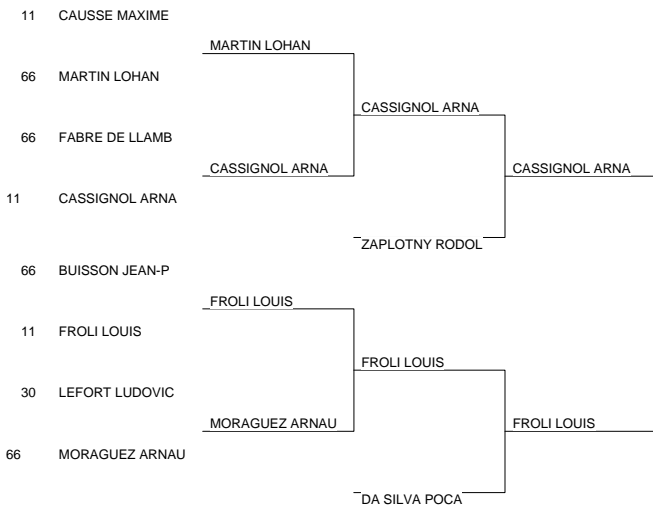 11 CAUSSE MAXIME
MARTIN LOHAN
66 MARTIN LOHAN
CASSIGNOL ARNA
66 FABRE DE LLAMB
CASSIGNOL ARNA
CASSIGNOL ARNA
11 CASSIGNOL ARNA
ZAPLOTNY RODOL
66 BUISSON JEAN-P
FROLI LOUIS
11 FROLI LOUIS
FROLI LOUIS
30 LEFORT LUDOVIC
MORAGUEZ ARNAU
FROLI LOUIS
66 MORAGUEZ ARNAU
DA SILVA POCA